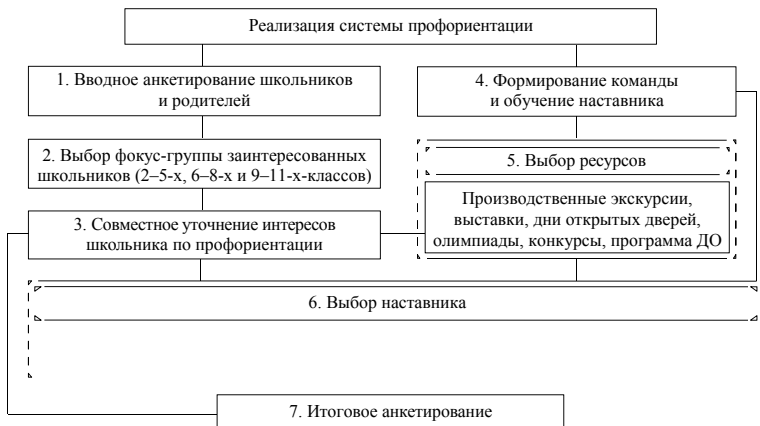 Реализация системы профориентации
1. Вводное анкетирование школьников
и родителей
4. Формирование команды
и обучение наставника
2. Выбор фокус-группы заинтересованных
школьников (2–5-х, 6–8-х и 9–11-х-классов)
5. Выбор ресурсов
Производственные экскурсии,
выставки, дни открытых дверей,
олимпиады, конкурсы, программа ДО
3. Совместное уточнение интересов
школьника по профориентации
6. Выбор наставника
7. Итоговое анкетирование